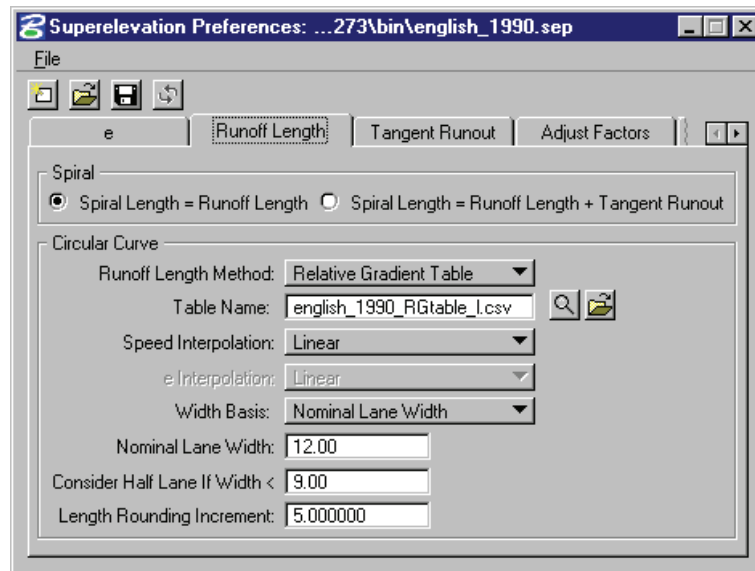 Superelevation Preferences: ...273\bin\english_1990.sep
File
e Runoff Length Tangent Runout Adjust Factors
Spiral
Spiral Length = Runoff Length Spiral Length = Runoff Length + Tangent Runout
Circular Curve
Runoff Length Method: Relative Gradient Table
Table Name: english_1990_RGtable_l.csv
Speed Interpolation: Linear
e Interpolation: Linear
Width Basis: Nominal Lane Width
Nominal Lane Width: 12.00
Consider Half Lane If Width < 9.00
Length Rounding Increment: 5.000000